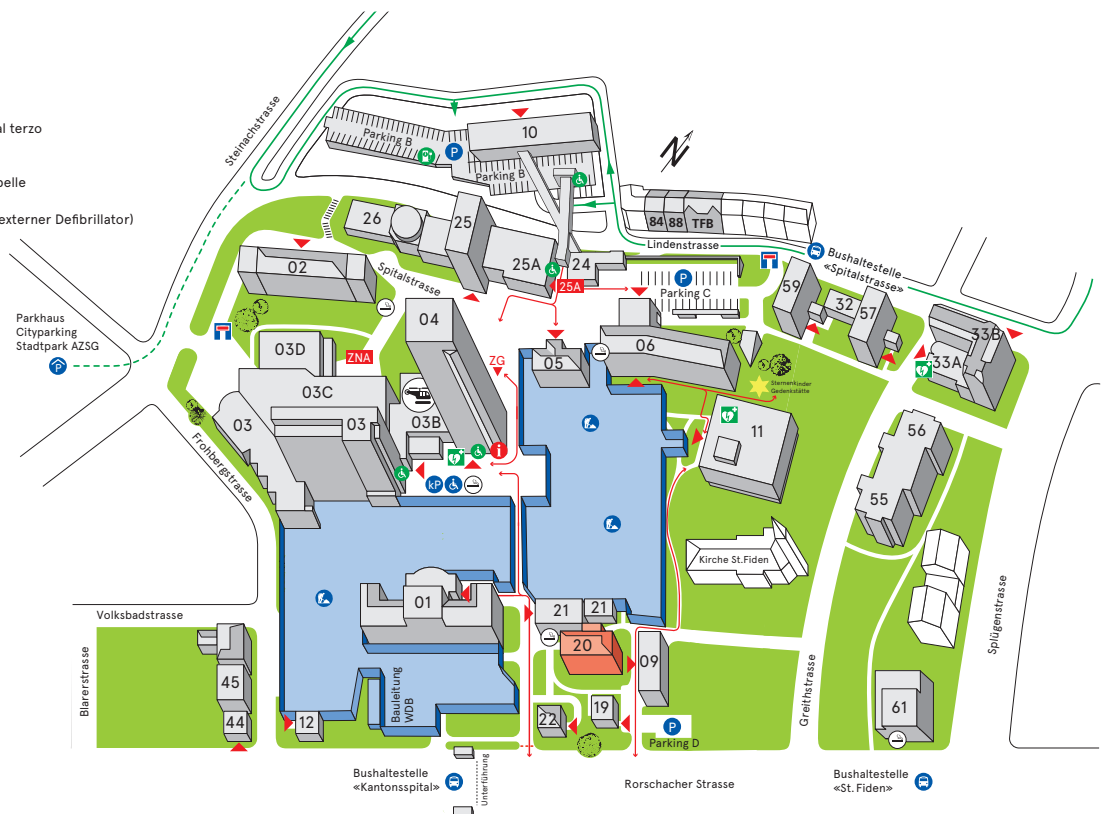 al terzo
pelle
externer Defibrillator)
Steinachstrasse
Parking B
P
10
Parking B
N
84 88 TFB
Lindenstrasse
Bushaltestelle
«Spitalstrasse»
26
25
25A
24
25A
02
Spitalstrasse
P
Parking C
59
32
57
33B
33A
Parkhaus
Cityparking
Stadtpark AZSG
P
04
03D
ZNA
ZG
05
06
Sternenkinder
Gedenkstätte
03C
03
03
03B
i
kP
11
56
55
Frohbergstrasse
Kirche St.Fiden
01
21
21
20
09
Volksbadstrasse
Blarerstrasse
45
44
12
Bauleitung
WDB
22
19
P
Parking D
Greithstrasse
Splügenstrasse
61
Bushaltestelle
«Kantonsspital»
Unterführung
Rorschacher Strasse
Bushaltestelle
«St. Fiden»